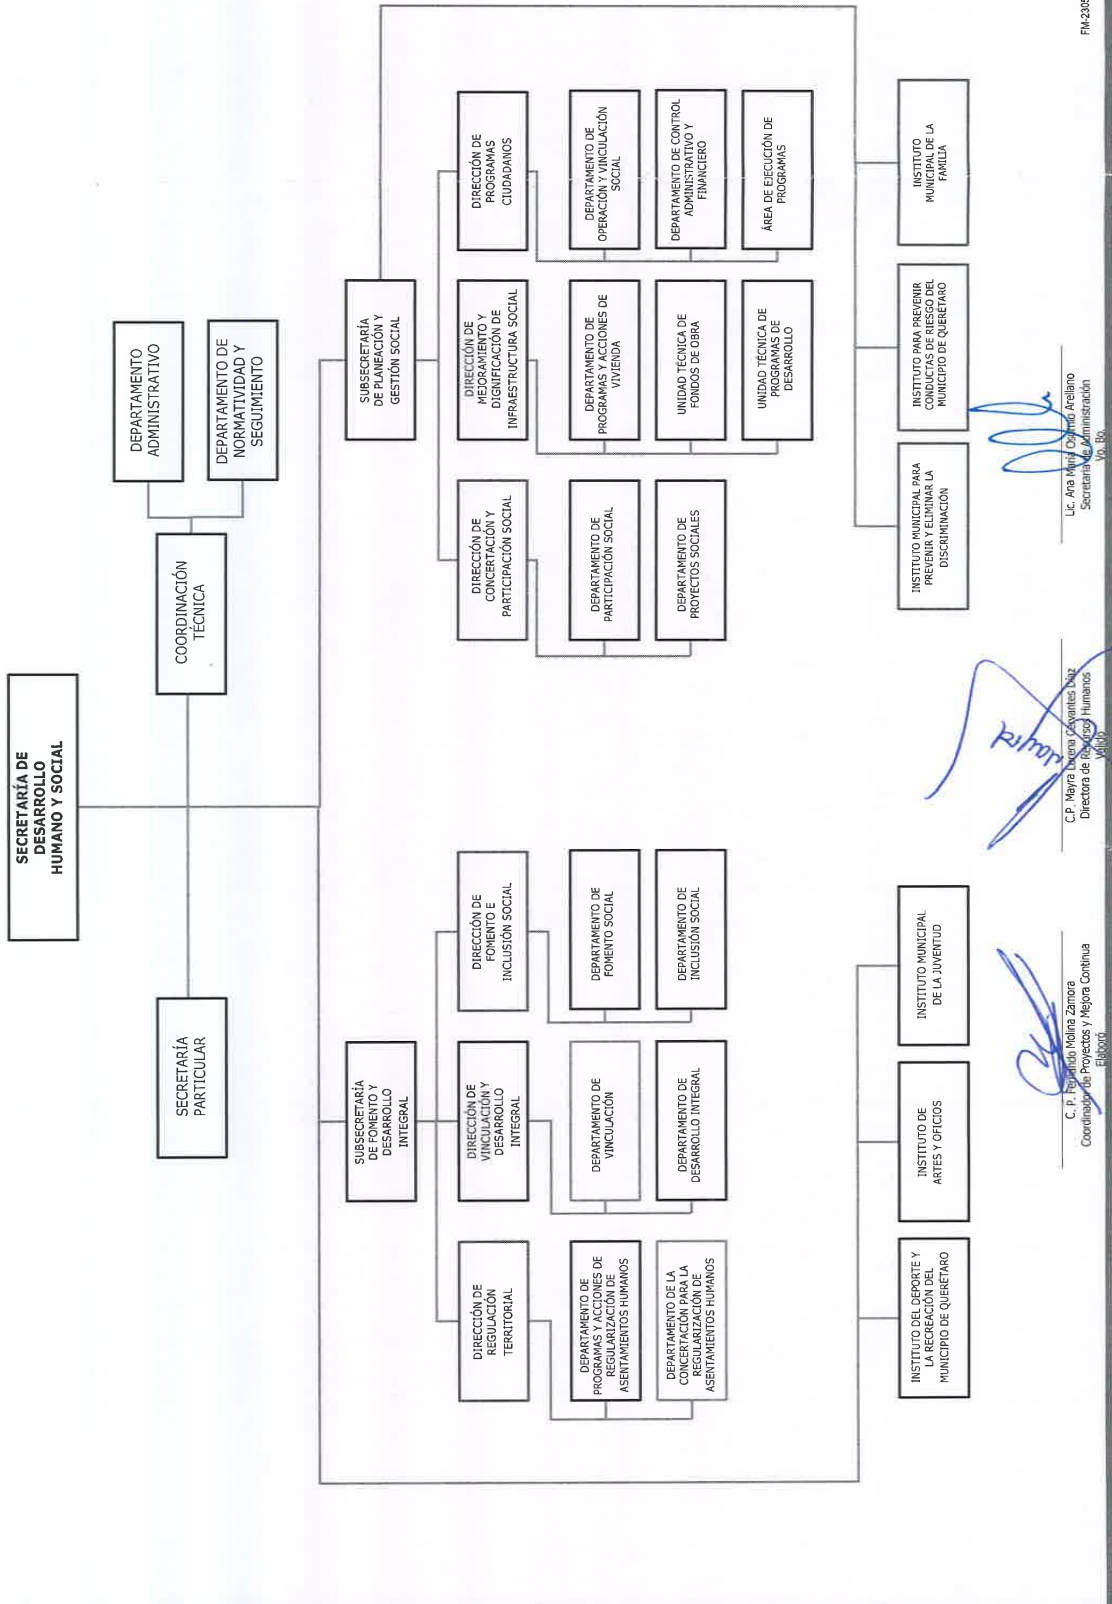 SECRETARÍA DE
DESARROLLO
HUMANO Y SOCIAL
SECRETARÍA
PARTICULAR
COORDINACIÓN
TÉCNICA
DEPARTAMENTO
ADMINISTRATIVO
DEPARTAMENTO DE
NORMATIVIDAD Y
SEGUIMIENTO
SUBSECRETARÍA
DE FOMENTO Y
DESARROLLO
INTEGRAL
DIRECCIÓN DE
REGULACIÓN
TERRITORIAL
DEPARTAMENTO DE
PROGRAMAS Y ACCIONES DE
REGULARIZACIÓN DE
ASENTAMIENTOS HUMANOS
DEPARTAMENTO DE LA
CONCERTACIÓN PARA LA
REGULARIZACIÓN DE
ASENTAMIENTOS HUMANOS
DIRECCIÓN DE
VINCULACIÓN Y
DESARROLLO
INTEGRAL
DEPARTAMENTO DE
VINCULACIÓN
DEPARTAMENTO DE
DESARROLLO INTEGRAL
DIRECCIÓN DE
FOMENTO E
INCLUSIÓN SOCIAL
DEPARTAMENTO DE
FOMENTO SOCIAL
DEPARTAMENTO DE
INCLUSIÓN SOCIAL
SUBSECRETARÍA
DE PLANEACIÓN Y
GESTIÓN SOCIAL
DIRECCIÓN DE
CONCERTACIÓN Y
PARTICIPACIÓN SOCIAL
DEPARTAMENTO DE
PARTICIPACIÓN SOCIAL
DEPARTAMENTO DE
PROYECTOS SOCIALES
DIRECCIÓN DE
MEJORAMIENTO Y
DIGNIFICACIÓN DE
INFRAESTRUCTURA SOCIAL
DEPARTAMENTO DE
PROGRAMAS Y ACCIONES DE
VIVIENDA
UNIDAD TÉCNICA DE
FONDOS DE OBRA
UNIDAD TÉCNICA DE
PROGRAMAS DE
DESARROLLO
DIRECCIÓN DE
PROGRAMAS
CIUDADANOS
DEPARTAMENTO DE
OPERACIÓN Y VINCULACIÓN
SOCIAL
DEPARTAMENTO DE CONTROL
ADMINISTRATIVO Y
FINANCIERO
ÁREA DE EJECUCIÓN DE
PROGRAMAS
INSTITUTO DEL DEPORTE Y
LA RECREACIÓN DEL
MUNICIPIO DE QUERÉTARO
INSTITUTO DE
ARTES Y OFICIOS
INSTITUTO MUNICIPAL
DE LA JUVENTUD
INSTITUTO MUNICIPAL PARA
PREVENIR Y ELIMINAR LA
DISCRIMINACIÓN
INSTITUTO PARA PREVENIR
CONDUCTAS DE RIESGO DEL
MUNICIPIO DE QUERÉTARO
INSTITUTO
MUNICIPAL DE LA
FAMILIA
C. P. Fernando Molina Zamora
Coordinador de Proyectos y Mejora Continua
Elaboró
C.P. Mayra Lorena Cervantes Díaz
Directora de Recursos Humanos
Validó
Lic. Ana María Osornio Arellano
Secretaria de Administración
Vo. Bo.
FM-2305